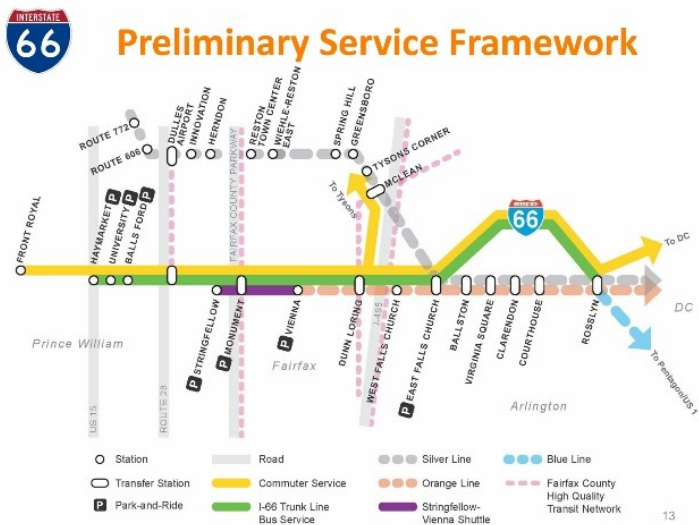 INTERSTATE
66
Preliminary Service Framework
ROUTE 772
ROUTE 606
DULLES
AIRPORT
INNOVATION
HERNDON
RESTON
TOWN CENTER
WIEHLE-RESTON
EAST
SPRING HILL
GREENSBORO
TYSONS CORNER
MCLEAN
FAIRFAX COUNTY PARKWAY
To Tysons
FRONT ROYAL
HAYMARKET P
UNIVERSITY P
BALLS FORD P
66
To DC
DC
P STRINGFELLOW
P MONUMENT
P VIENNA
DUNN LORING
I-495
WEST FALLS CHURCH
P EAST FALLS CHURCH
BALLSTON
VIRGINIA SQUARE
CLARENDON
COURTHOUSE
ROSSLYN
To Pentagon/US 1
Prince William
Fairfax
Arlington
US 15
ROUTE 28
Station
Transfer Station
P Park-and-Ride
Road
Commuter Service
I-66 Trunk Line
Bus Service
Silver Line
Orange Line
Stringfellow-
Vienna Shuttle
Blue Line
Fairfax County
High Quality
Transit Network
13